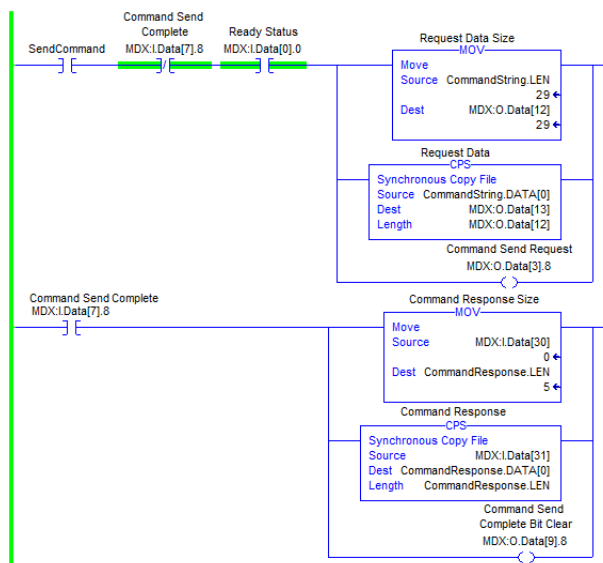 Command Send
Complete
MDX:I.Data[7].8
Ready Status
MDX:I.Data[0].0
SendCommand
Request Data Size
MOV
Move
Source CommandString.LEN
29
Dest MDX:O.Data[12]
29
Request Data
CPS
Synchronous Copy File
Source CommandString.DATA[0]
Dest MDX:O.Data[13]
Length MDX:O.Data[12]
Command Send Request
MDX:O.Data[3].8
Command Send Complete
MDX:I.Data[7].8
Command Response Size
MOV
Move
Source MDX:I.Data[30]
0
Dest CommandResponse.LEN
5
Command Response
CPS
Synchronous Copy File
Source MDX:I.Data[31]
Dest CommandResponse.DATA[0]
Length CommandResponse.LEN
Command Send
Complete Bit Clear
MDX:O.Data[9].8